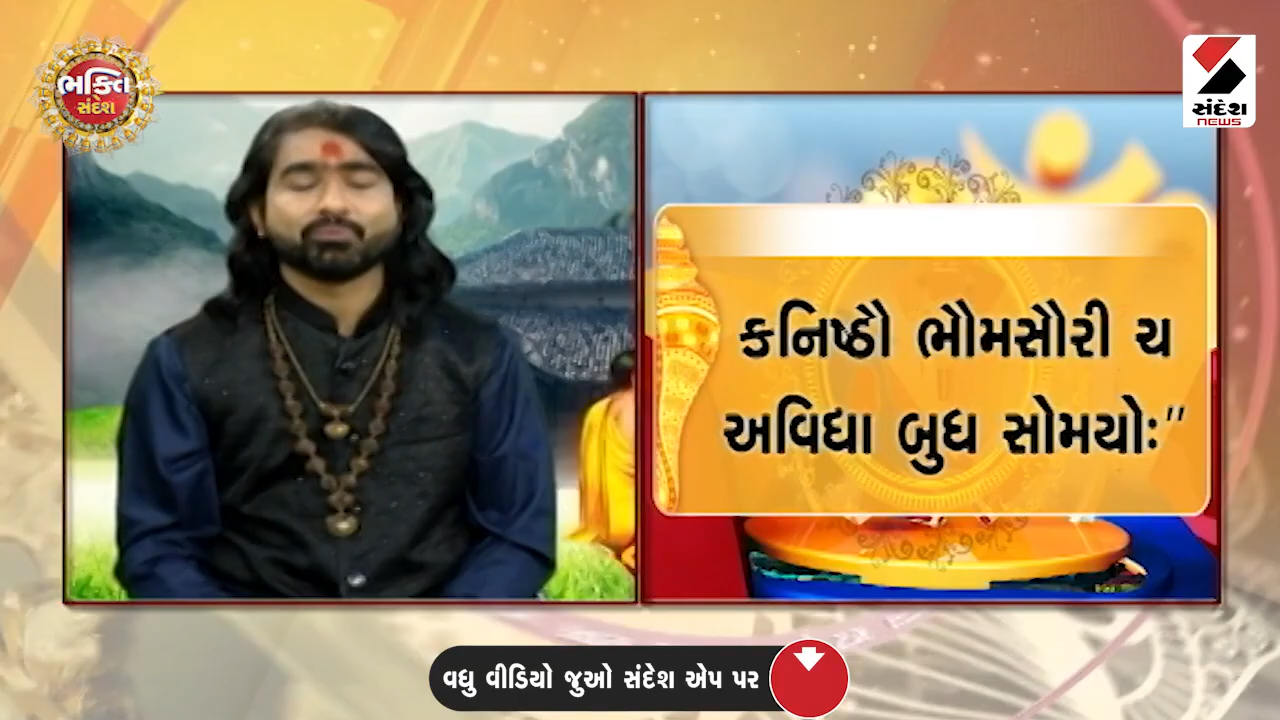 ભક્તિ
સંદેશ
સંદેશ
NEWS
કનિષ્ઠૌ ભૌમસૌરી ચ
અવિદ્યા બુધ સોમયોઃ"
વધુ વીડિયો જુઓ સંદેશ એપ પર